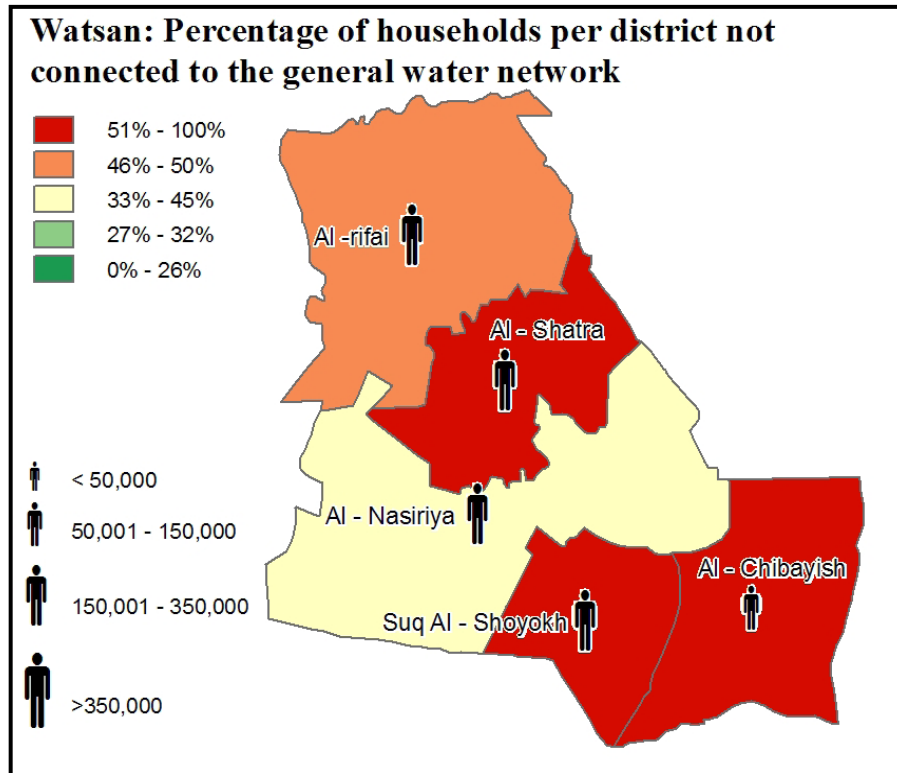 Watsan: Percentage of households per district not
connected to the general water network
51% - 100%
46% - 50%
33% - 45%
27% - 32%
0% - 26%
Al -rifai
Al - Shatra
Al - Nasiriya
Al - Chibayish
Suq Al - Shoyokh
< 50,000
50,001 - 150,000
150,001 - 350,000
>350,000